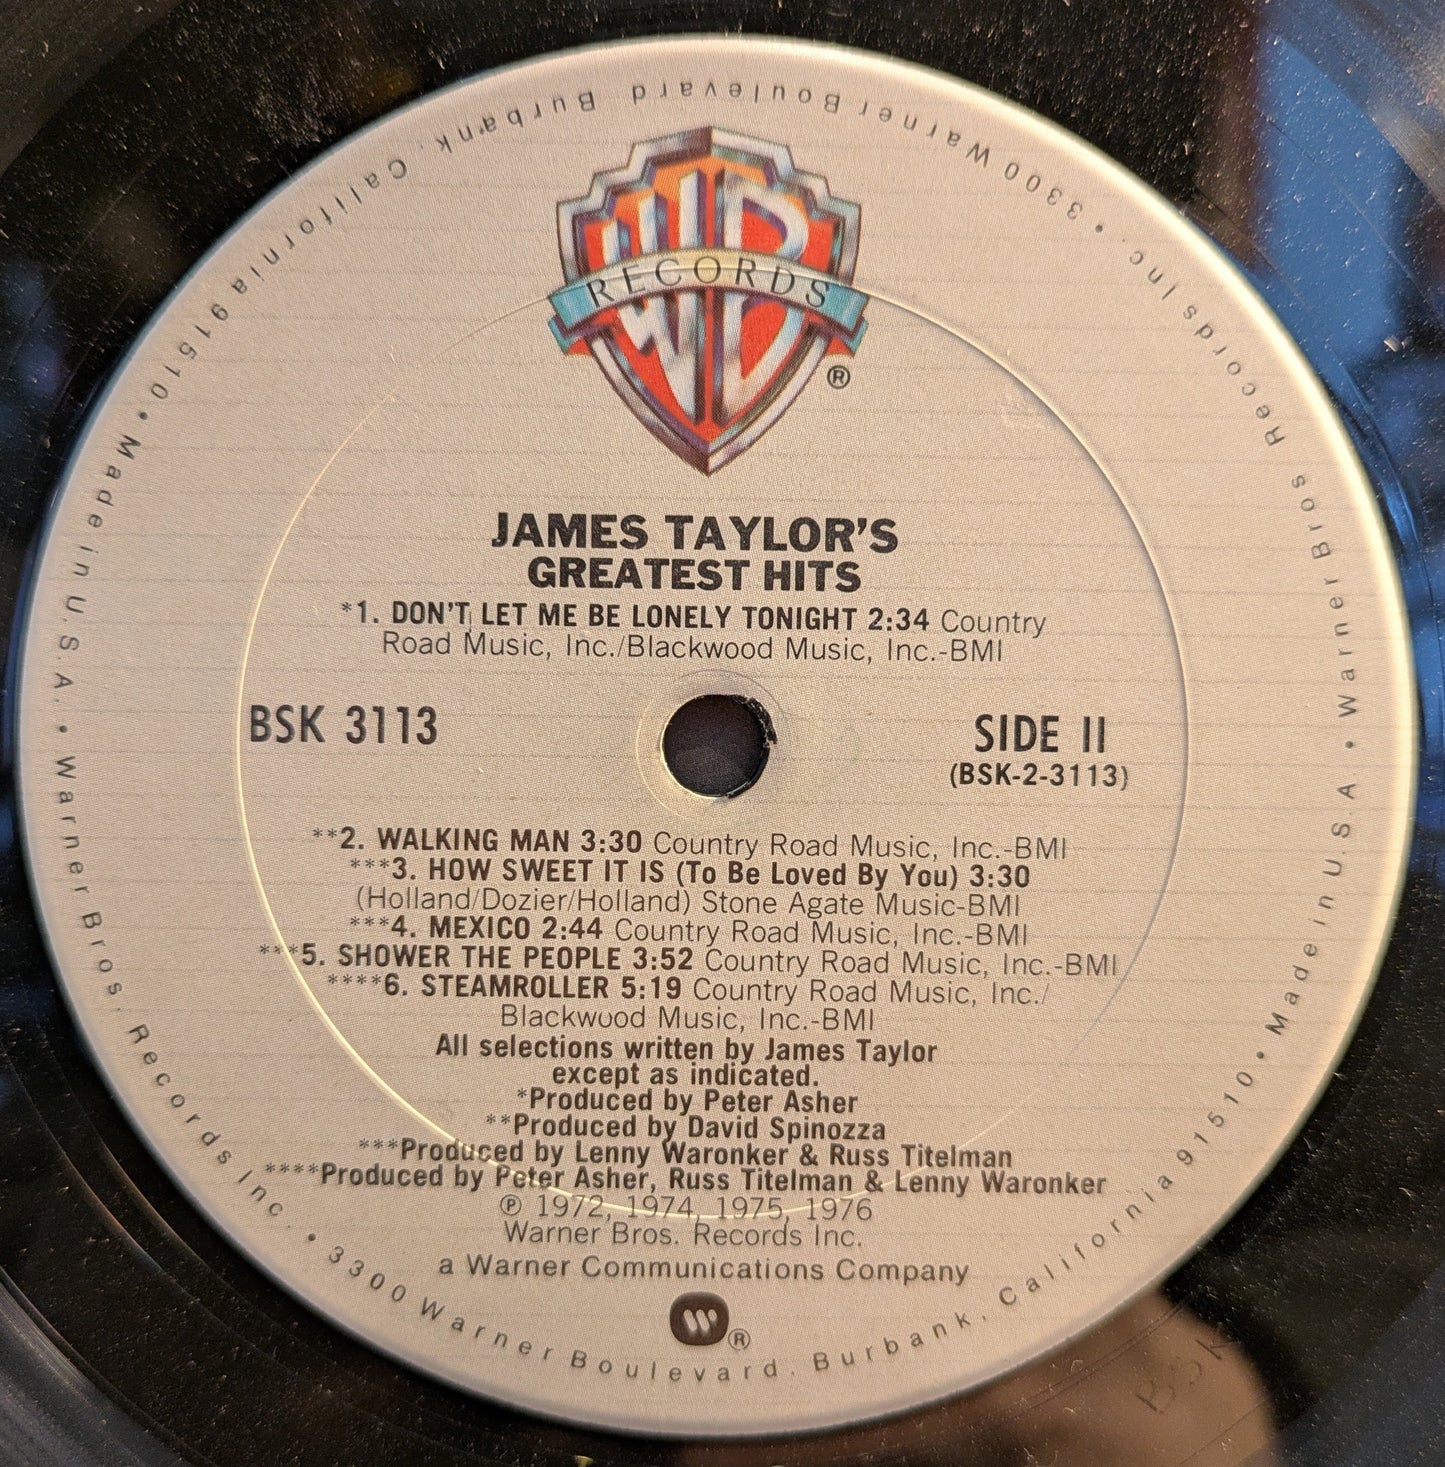 RECORDS
®
JAMES TAYLOR'S
GREATEST HITS
*1. DON'T LET ME BE LONELY TONIGHT 2:34 Country
Road Music, Inc./Blackwood Music, Inc.-BMI
BSK 3113
SIDE II
(BSK-2-3113)
**2. WALKING MAN 3:30 Country Road Music, Inc.-BMI
***3. HOW SWEET IT IS (To Be Loved By You) 3:30
(Holland/Dozier/Holland) Stone Agate Music-BMI
***4. MEXICO 2:44 Country Road Music, Inc.-BMI
***5. SHOWER THE PEOPLE 3:52 Country Road Music, Inc.-BMI
****6. STEAMROLLER 5:19 Country Road Music, Inc./
Blackwood Music, Inc.-BMI
All selections written by James Taylor
except as indicated.
*Produced by Peter Asher
**Produced by David Spinozza
***Produced by Lenny Waronker & Russ Titelman
****Produced by Peter Asher, Russ Titelman & Lenny Waronker
℗ 1972, 1974, 1975, 1976
Warner Bros. Records Inc.
a Warner Communications Company
®
Warner Bros. Records Inc. • 3300 Warner Boulevard. Burbank. California 91510 • Made in U.S.A. • Warner Bros Records Inc. • 3300 Warner Boulevard Burbank. California 91510 • Made in U.S.A. •
BSK